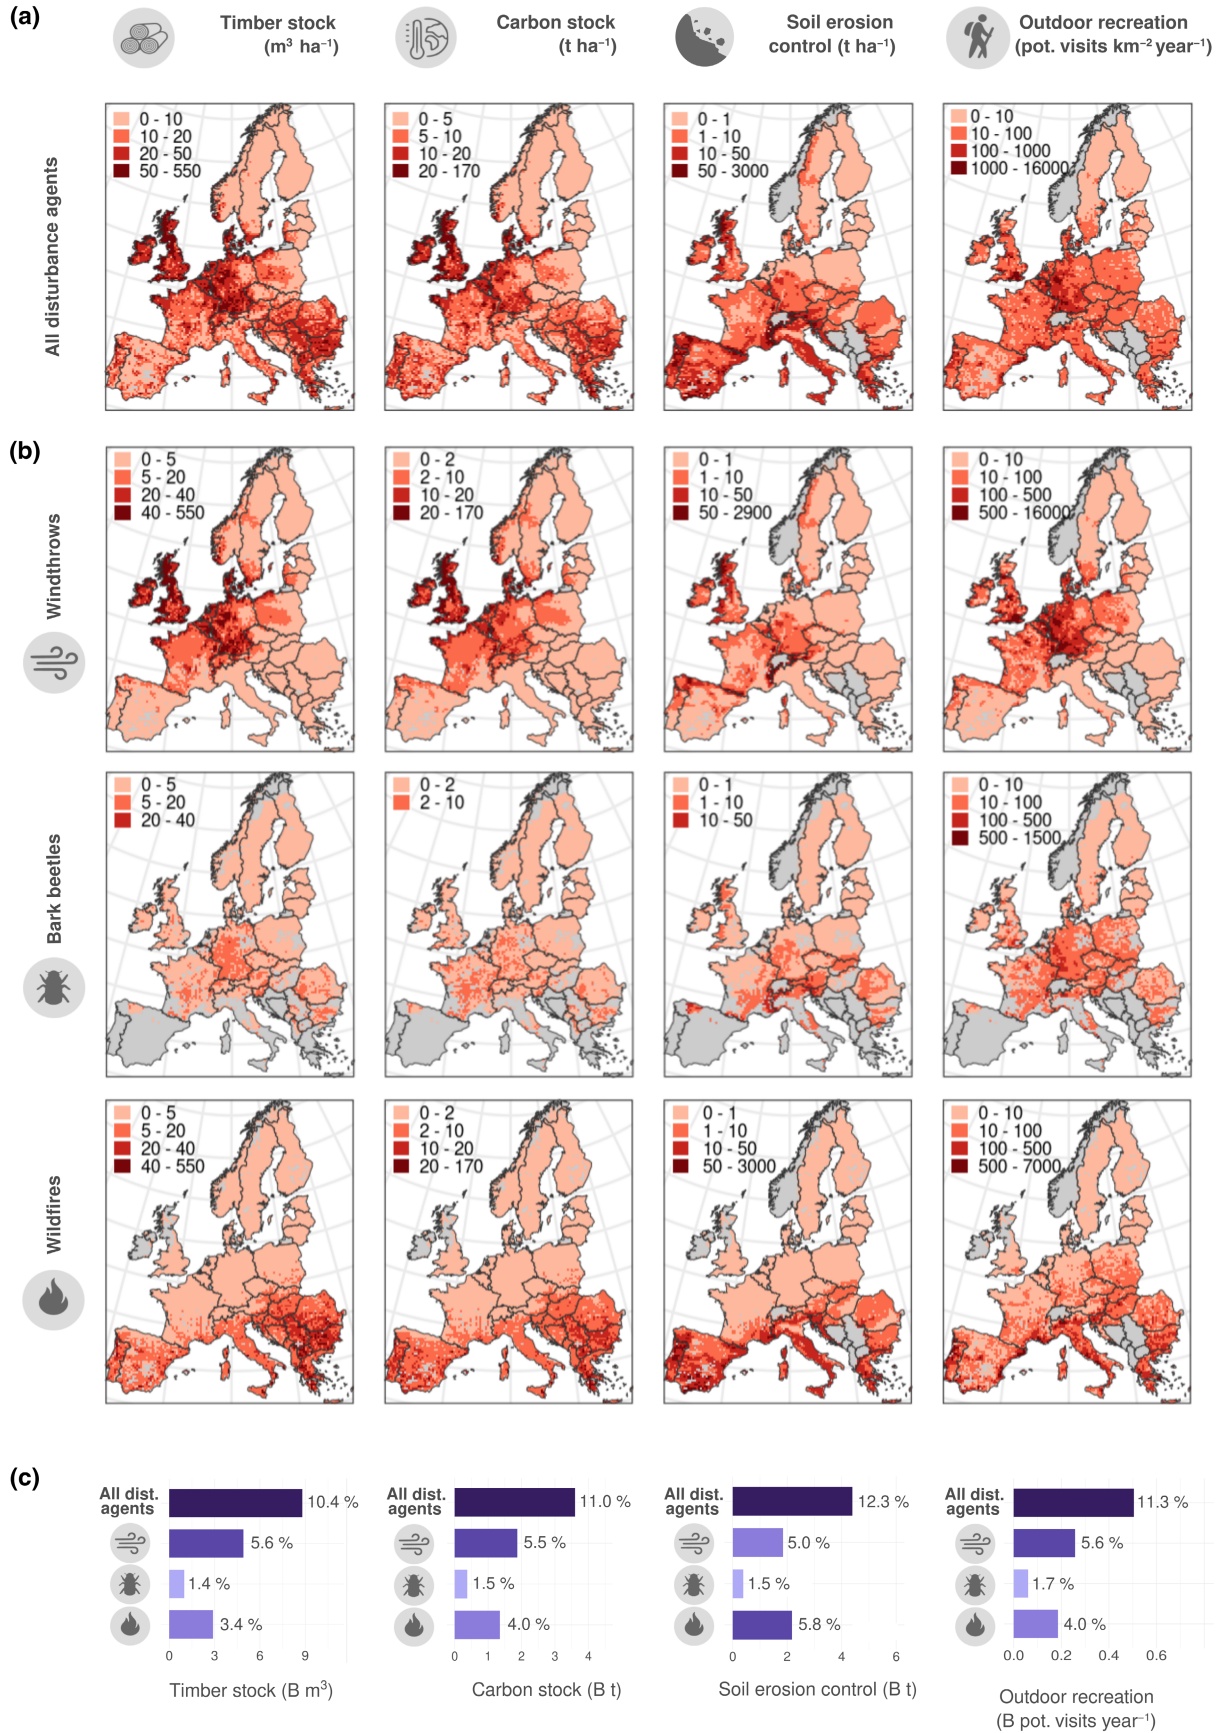 (a)
Timber stock
(m³ ha⁻¹)
Carbon stock
(t ha⁻¹)
Soil erosion
control (t ha⁻¹)
Outdoor recreation
(pot. visits km⁻² year⁻¹)
All disturbance agents
0 - 10
10 - 20
20 - 50
50 - 550
0 - 5
5 - 10
10 - 20
20 - 170
0 - 1
1 - 10
10 - 50
50 - 3000
0 - 10
10 - 100
100 - 1000
1000 - 16000
(b)
Windthrows
0 - 5
5 - 20
20 - 40
40 - 550
0 - 2
2 - 10
10 - 20
20 - 170
0 - 1
1 - 10
10 - 50
50 - 2900
0 - 10
10 - 100
100 - 500
500 - 16000
Bark beetles
0 - 5
5 - 20
20 - 40
0 - 2
2 - 10
0 - 1
1 - 10
10 - 50
0 - 10
10 - 100
100 - 500
500 - 1500
Wildfires
0 - 5
5 - 20
20 - 40
40 - 550
0 - 2
2 - 10
10 - 20
20 - 170
0 - 1
1 - 10
10 - 50
50 - 3000
0 - 10
10 - 100
100 - 500
500 - 7000
(c)
All dist.
agents
10.4 %
5.6 %
1.4 %
3.4 %
0 3 6 9
Timber stock (B m³)
All dist.
agents
11.0 %
5.5 %
1.5 %
4.0 %
0 1 2 3 4
Carbon stock (B t)
All dist.
agents
12.3 %
5.0 %
1.5 %
5.8 %
0 2 4 6
Soil erosion control (B t)
All dist.
agents
11.3 %
5.6 %
1.7 %
4.0 %
0.0 0.2 0.4 0.6
Outdoor recreation
(B pot. visits year⁻¹)